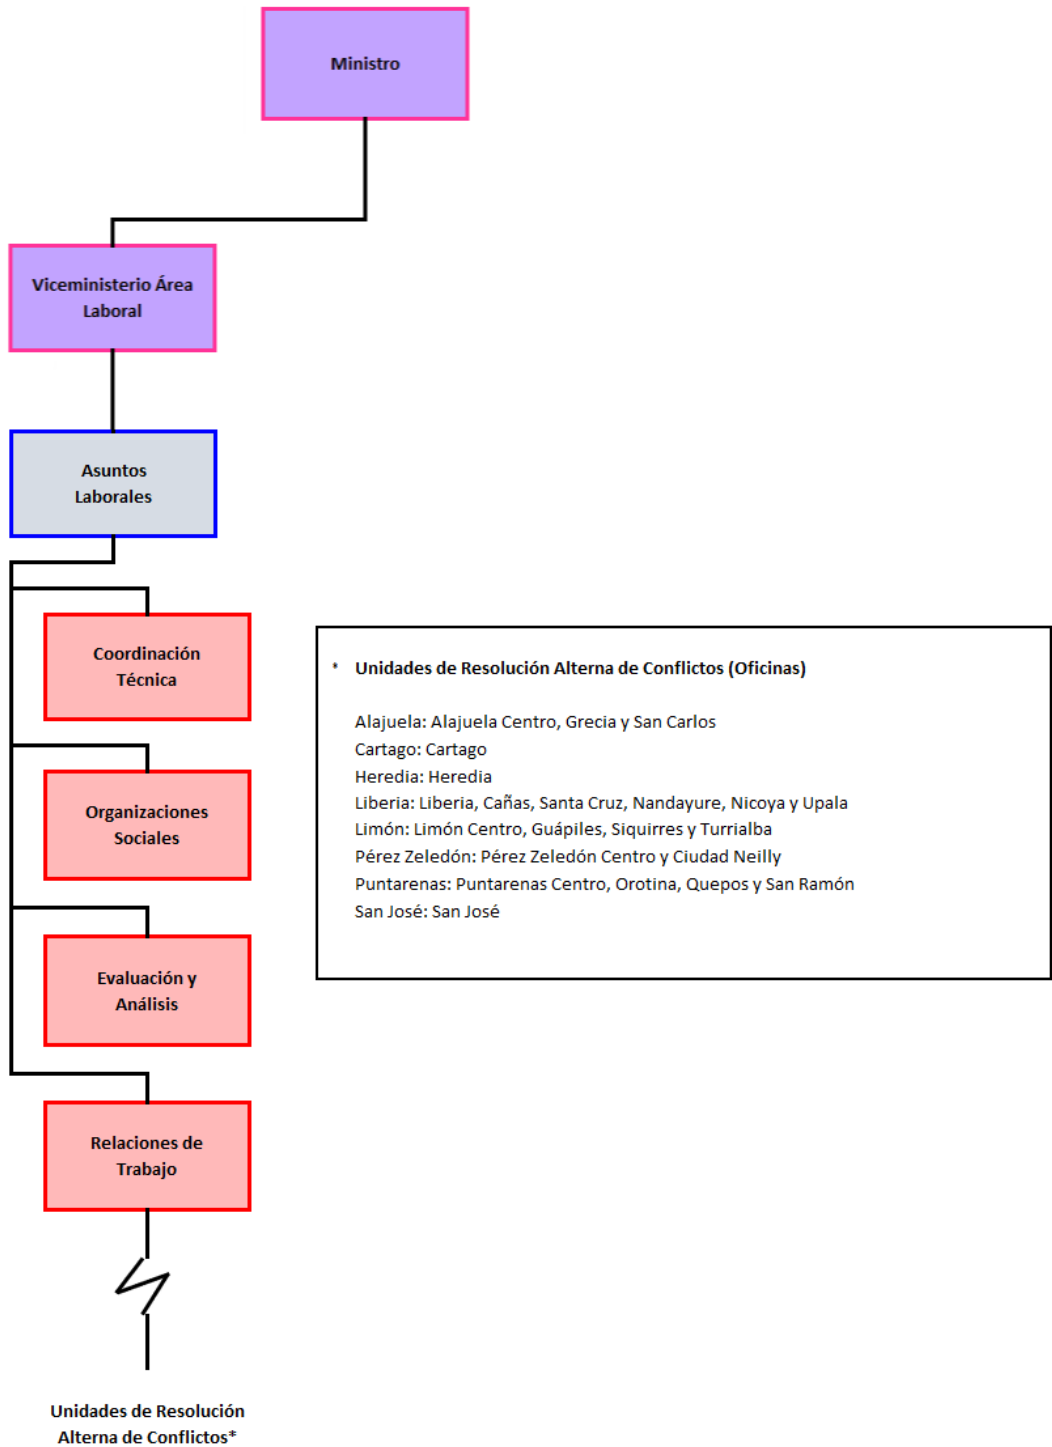 Ministro
Viceministerio Área
Laboral
Asuntos
Laborales
Coordinación
Técnica
Organizaciones
Sociales
Evaluación y
Análisis
Relaciones de
Trabajo
Unidades de Resolución
Alterna de Conflictos*
* Unidades de Resolución Alterna de Conflictos (Oficinas)
Alajuela: Alajuela Centro, Grecia y San Carlos
Cartago: Cartago
Heredia: Heredia
Liberia: Liberia, Cañas, Santa Cruz, Nandayure, Nicoya y Upala
Limón: Limón Centro, Guápiles, Siquirres y Turrialba
Pérez Zeledón: Pérez Zeledón Centro y Ciudad Neilly
Puntarenas: Puntarenas Centro, Orotina, Quepos y San Ramón
San José: San José